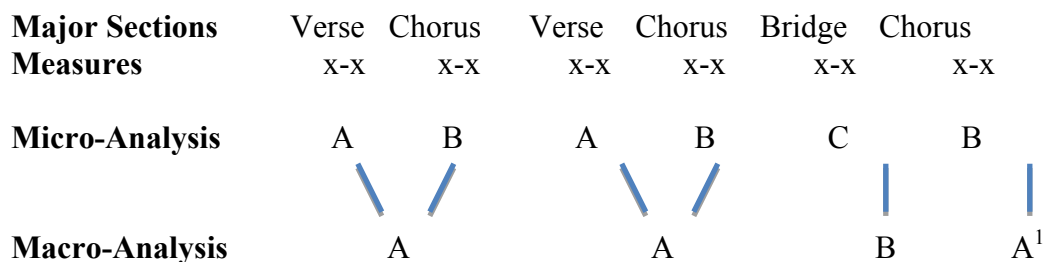 Major Sections Verse Chorus Verse Chorus Bridge Chorus
Measures x-x x-x x-x x-x x-x x-x
Micro-Analysis A B A B C B
Macro-Analysis A A B A¹